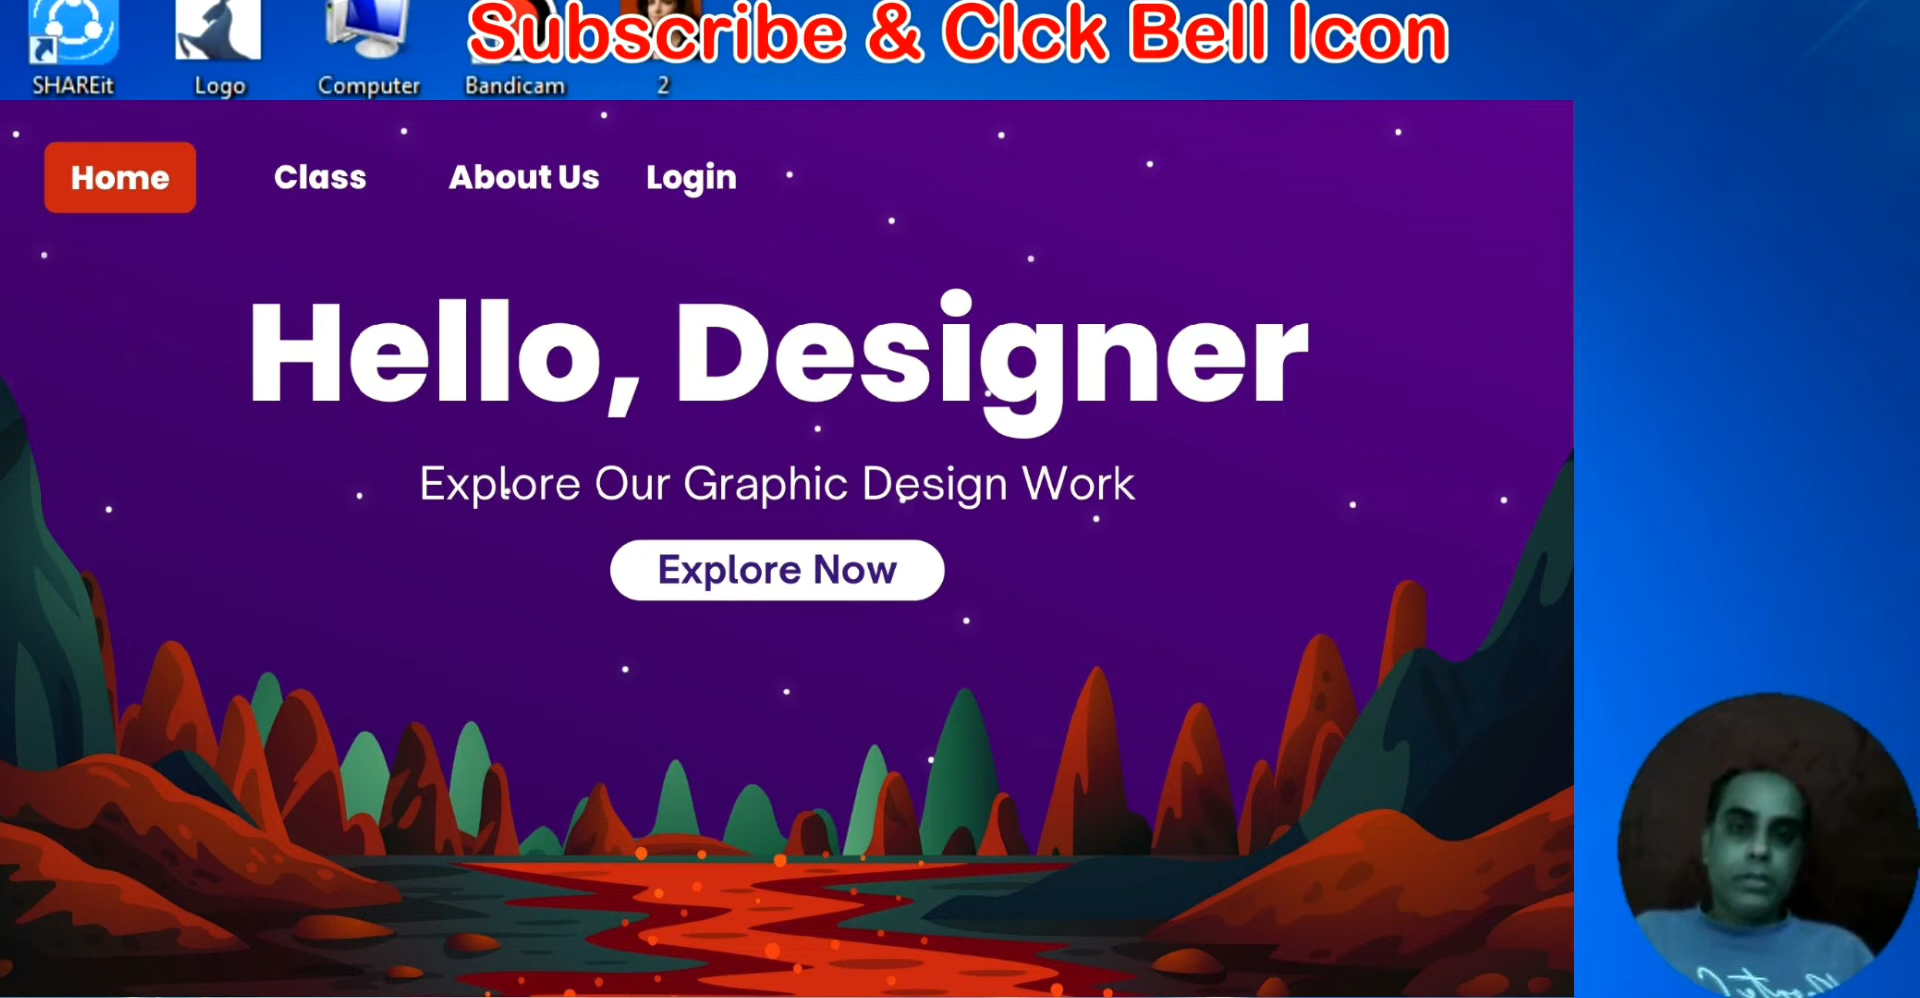 Subscribe & Clck Bell Icon
SHAREit Logo Computer Bandicam 2
Home Class About Us Login
Hello, Designer
Explore Our Graphic Design Work
Explore Now